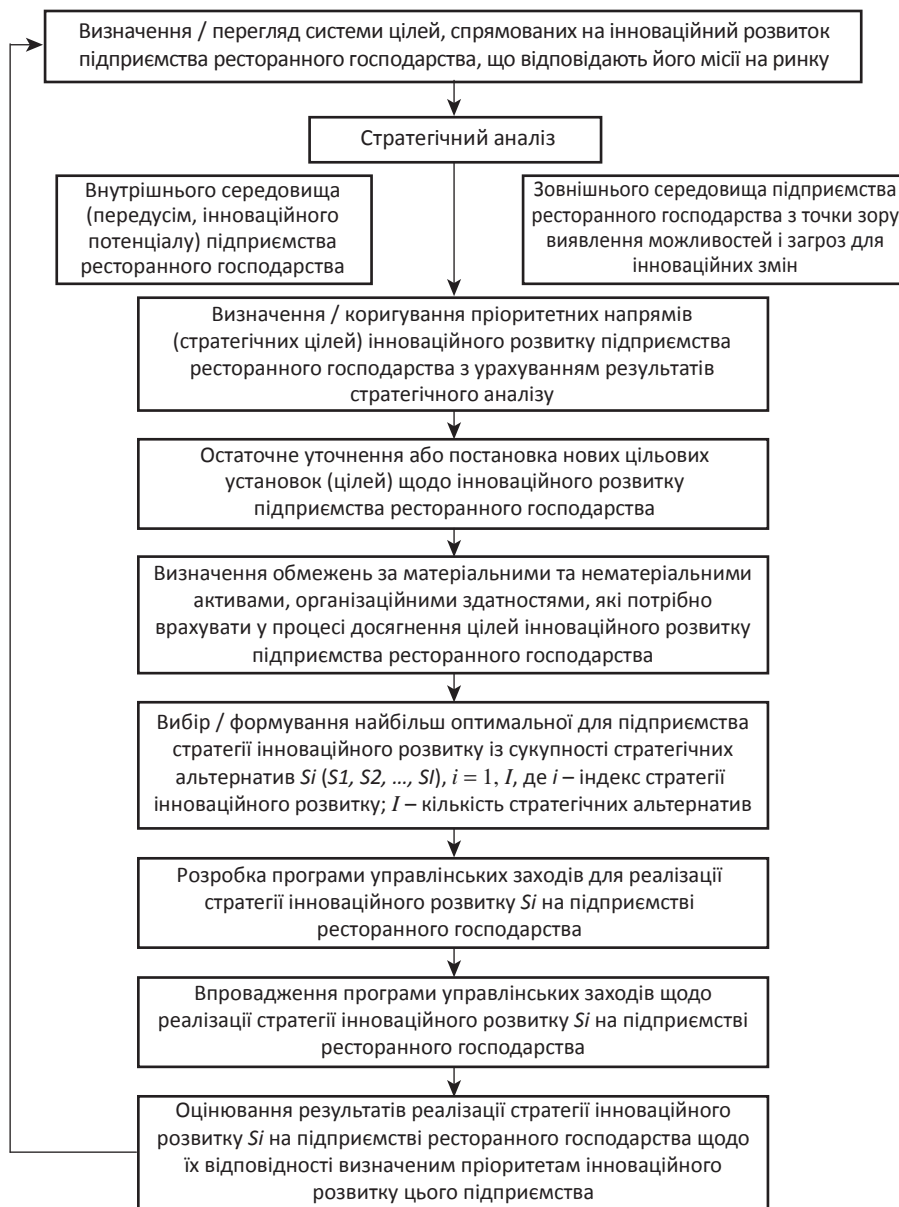 Визначення / перегляд системи цілей, спрямованих на інноваційний розвиток
підприємства ресторанного господарства, що відповідають його місії на ринку
Стратегічний аналіз
Внутрішнього середовища
(передусім, інноваційного
потенціалу) підприємства
ресторанного господарства
Зовнішнього середовища підприємства
ресторанного господарства з точки зору
виявлення можливостей і загроз для
інноваційних змін
Визначення / коригування пріоритетних напрямів
(стратегічних цілей) інноваційного розвитку підприємства
ресторанного господарства з урахуванням результатів
стратегічного аналізу
Остаточне уточнення або постановка нових цільових
установок (цілей) щодо інноваційного розвитку
підприємства ресторанного господарства
Визначення обмежень за матеріальними та нематеріальними
активами, організаційними здатностями, які потрібно
врахувати у процесі досягнення цілей інноваційного розвитку
підприємства ресторанного господарства
Вибір / формування найбільш оптимальної для підприємства
стратегії інноваційного розвитку із сукупності стратегічних
альтернатив Si (S1, S2, ..., SI), i = 1, I, де i – індекс стратегії
інноваційного розвитку; I – кількість стратегічних альтернатив
Розробка програми управлінських заходів для реалізації
стратегії інноваційного розвитку Si на підприємстві
ресторанного господарства
Впровадження програми управлінських заходів щодо
реалізації стратегії інноваційного розвитку Si на підприємстві
ресторанного господарства
Оцінювання результатів реалізації стратегії інноваційного
розвитку Si на підприємстві ресторанного господарства щодо
їх відповідності визначеним пріоритетам інноваційного
розвитку цього підприємства